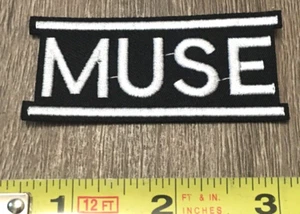 MUSE
1 12 FT 2 FT & IN. INCHES 3